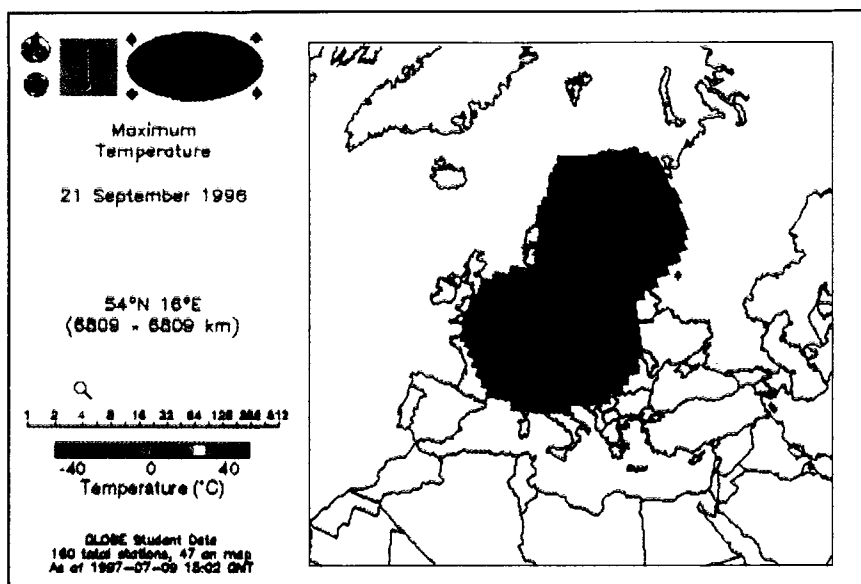 Maximum
Temperature
21 September 1996
54°N 16°E
(6809 × 6809 km)
1 2 4 8 16 32 64 128 256 512
-40 0 40
Temperature (°C)
GLOBE Student Data
160 total stations, 47 on map
As of 1997-07-09 15:02 GMT